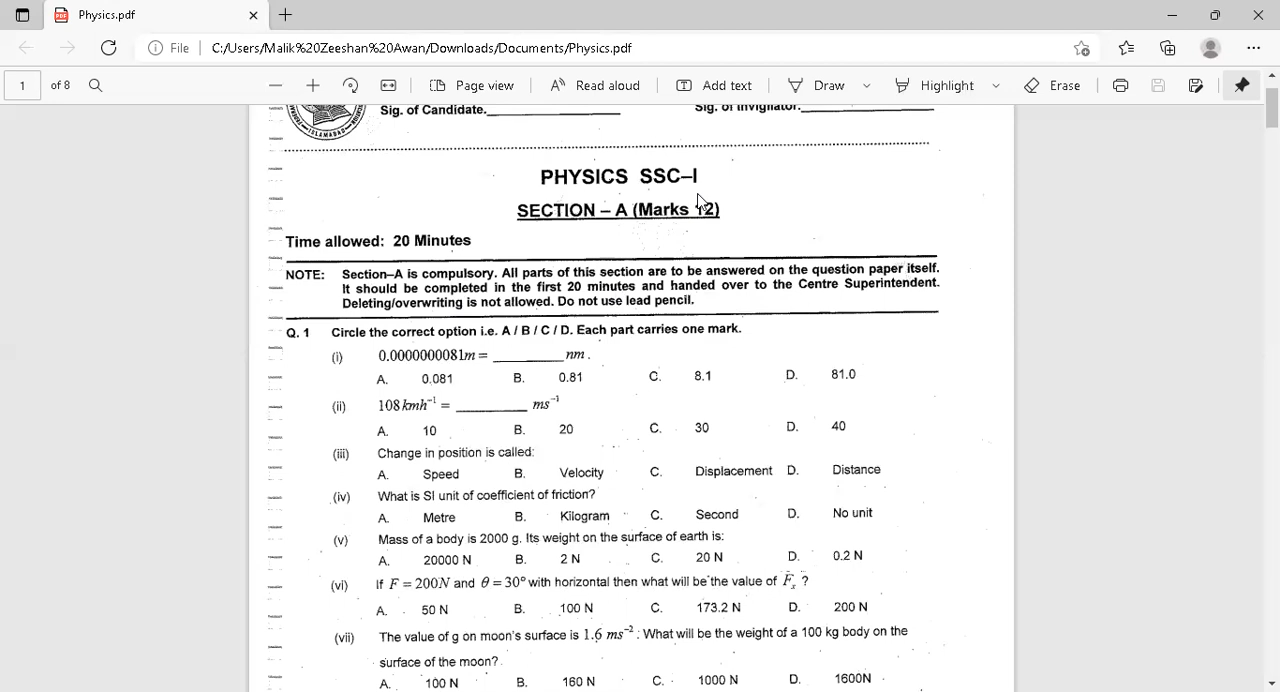 Physics.pdf
File C:/Users/Malik%20Zeeshan%20Awan/Downloads/Documents/Physics.pdf
1 of 8 Page view Read aloud Add text Draw Highlight Erase
Sig. of Candidate. Sig. of Invigilator.
ISLAMABAD
PHYSICS SSC–I
SECTION – A (Marks 12)
Time allowed: 20 Minutes
NOTE: Section–A is compulsory. All parts of this section are to be answered on the question paper itself.
It should be completed in the first 20 minutes and handed over to the Centre Superintendent.
Deleting/overwriting is not allowed. Do not use lead pencil.
Q. 1 Circle the correct option i.e. A / B / C / D. Each part carries one mark.
(i) 0.0000000081m = ________ nm.
A. 0.081 B. 0.81 C. 8.1 D. 81.0
(ii) 108kmh⁻¹ = ________ ms⁻¹
A. 10 B. 20 C. 30 D. 40
(iii) Change in position is called:
A. Speed B. Velocity C. Displacement D. Distance
(iv) What is SI unit of coefficient of friction?
A. Metre B. Kilogram C. Second D. No unit
(v) Mass of a body is 2000 g. Its weight on the surface of earth is:
A. 20000 N B. 2 N C. 20 N D. 0.2 N
(vi) If F = 200N and θ = 30° with horizontal then what will be the value of Fₓ ?
A. 50 N B. 100 N C. 173.2 N D. 200 N
(vii) The value of g on moon's surface is 1.6 ms⁻². What will be the weight of a 100 kg body on the
surface of the moon?
A. 100 N B. 160 N C. 1000 N D. 1600N